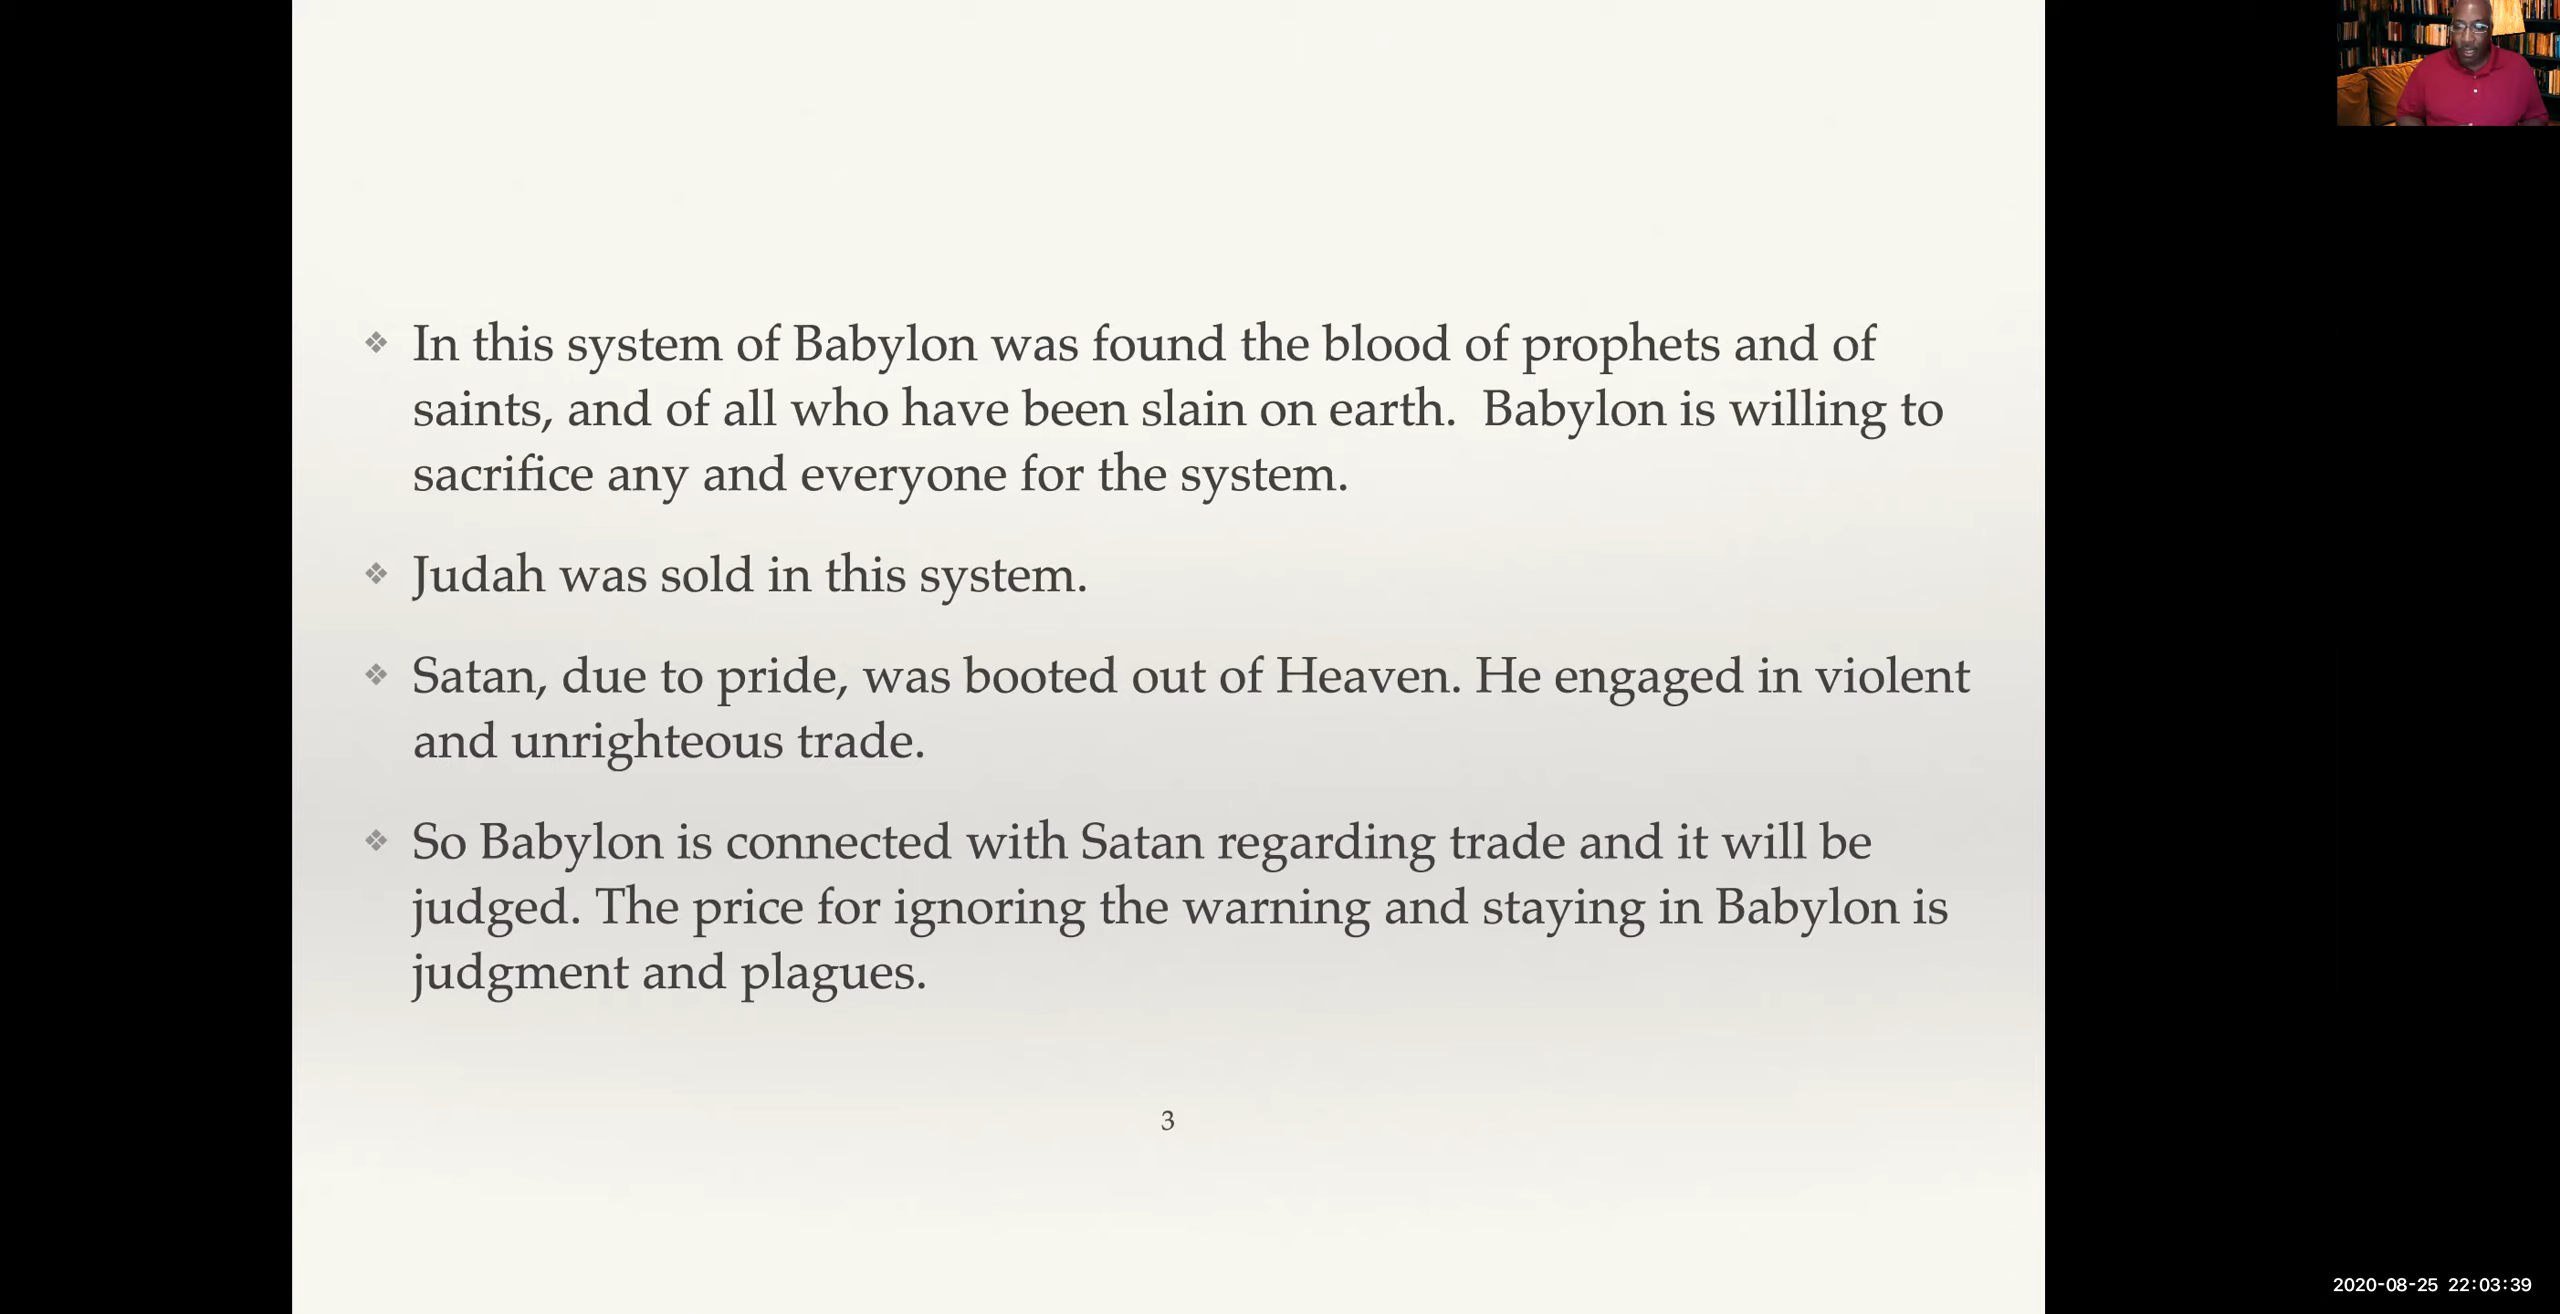 ❖ In this system of Babylon was found the blood of prophets and of
saints, and of all who have been slain on earth.  Babylon is willing to
sacrifice any and everyone for the system.
❖ Judah was sold in this system.
❖ Satan, due to pride, was booted out of Heaven. He engaged in violent
and unrighteous trade.
❖ So Babylon is connected with Satan regarding trade and it will be
judged. The price for ignoring the warning and staying in Babylon is
judgment and plagues.
3
2020-08-25 22:03:39